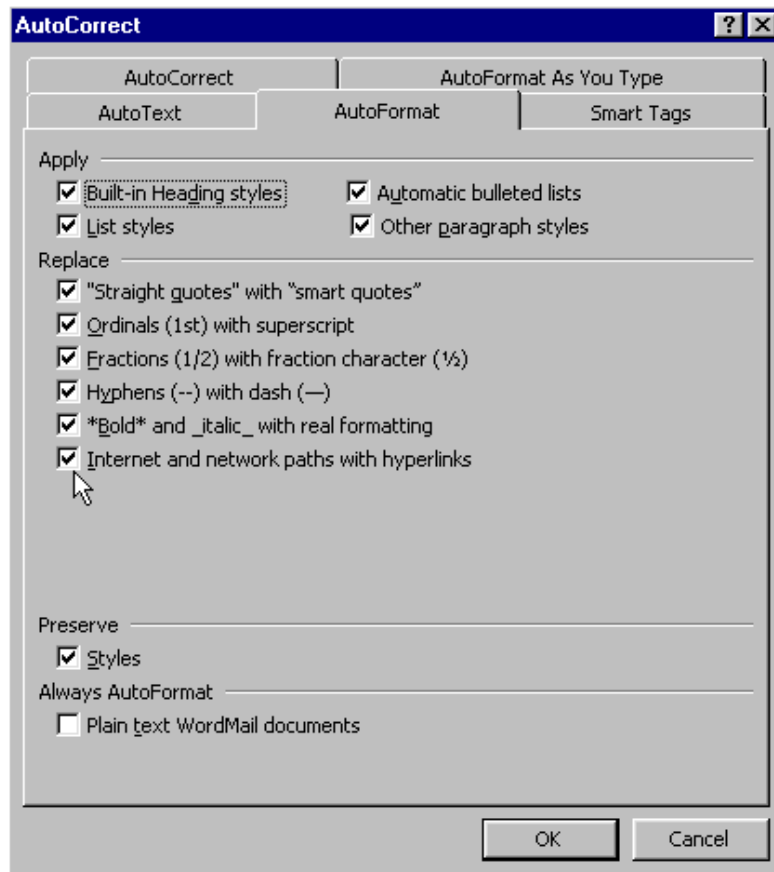 AutoCorrect
AutoCorrect AutoFormat As You Type
AutoText AutoFormat Smart Tags
Apply
Built-in Heading styles Automatic bulleted lists
List styles Other paragraph styles
Replace
"Straight quotes" with “smart quotes”
Ordinals (1st) with superscript
Fractions (1/2) with fraction character (½)
Hyphens (--) with dash (—)
*Bold* and _italic_ with real formatting
Internet and network paths with hyperlinks
Preserve
Styles
Always AutoFormat
Plain text WordMail documents
OK Cancel